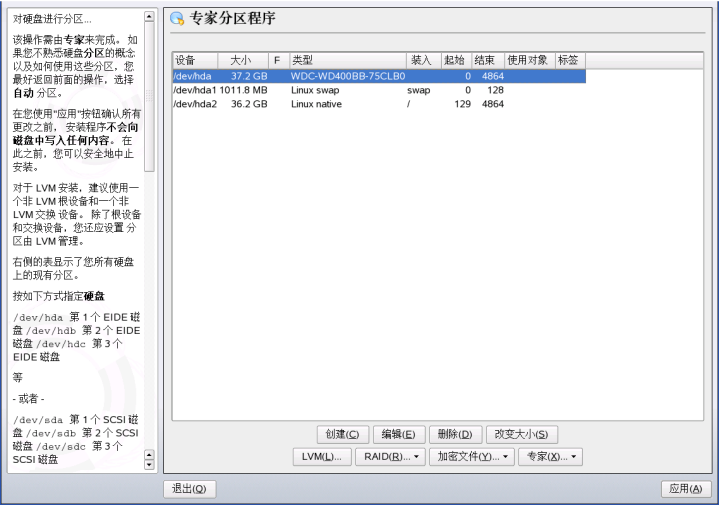 对硬盘进行分区...
该操作需由专家来完成。 如
果您不熟悉硬盘分区的概念
以及如何使用这些分区，您
最好返回前面的操作，选择
自动 分区。
在您使用"应用"按钮确认所有
更改之前， 安装程序不会向
磁盘中写入任何内容。 在
此之前，您可以安全地中止
安装。
对于 LVM 安装，建议使用一
个非 LVM 根设备和一个非
LVM 交换 设备。 除了根设备
和交换设备，您还应设置 分
区由 LVM 管理。
右侧的表显示了您所有硬盘
上的现有分区。
按如下方式指定硬盘
/dev/hda 第 1 个 EIDE 磁
盘 /dev/hdb 第 2 个 EIDE
磁盘 /dev/hdc 第 3 个
EIDE 磁盘
等
- 或者 -
/dev/sda 第 1 个 SCSI 磁
盘 /dev/sdb 第 2 个 SCSI
磁盘 /dev/sdc 第 3 个
SCSI 磁盘
专家分区程序
设备 大小 F 类型 装入 起始 结束 使用对象 标签
/dev/hda 37.2 GB WDC-WD400BB-75CLB0 0 4864
/dev/hda1 1011.8 MB Linux swap swap 0 128
/dev/hda2 36.2 GB Linux native / 129 4864
创建(C) 编辑(E) 删除(D) 改变大小(S)
LVM(L)... RAID(R)... 加密文件(Y)... 专家(X)...
退出(Q) 应用(A)